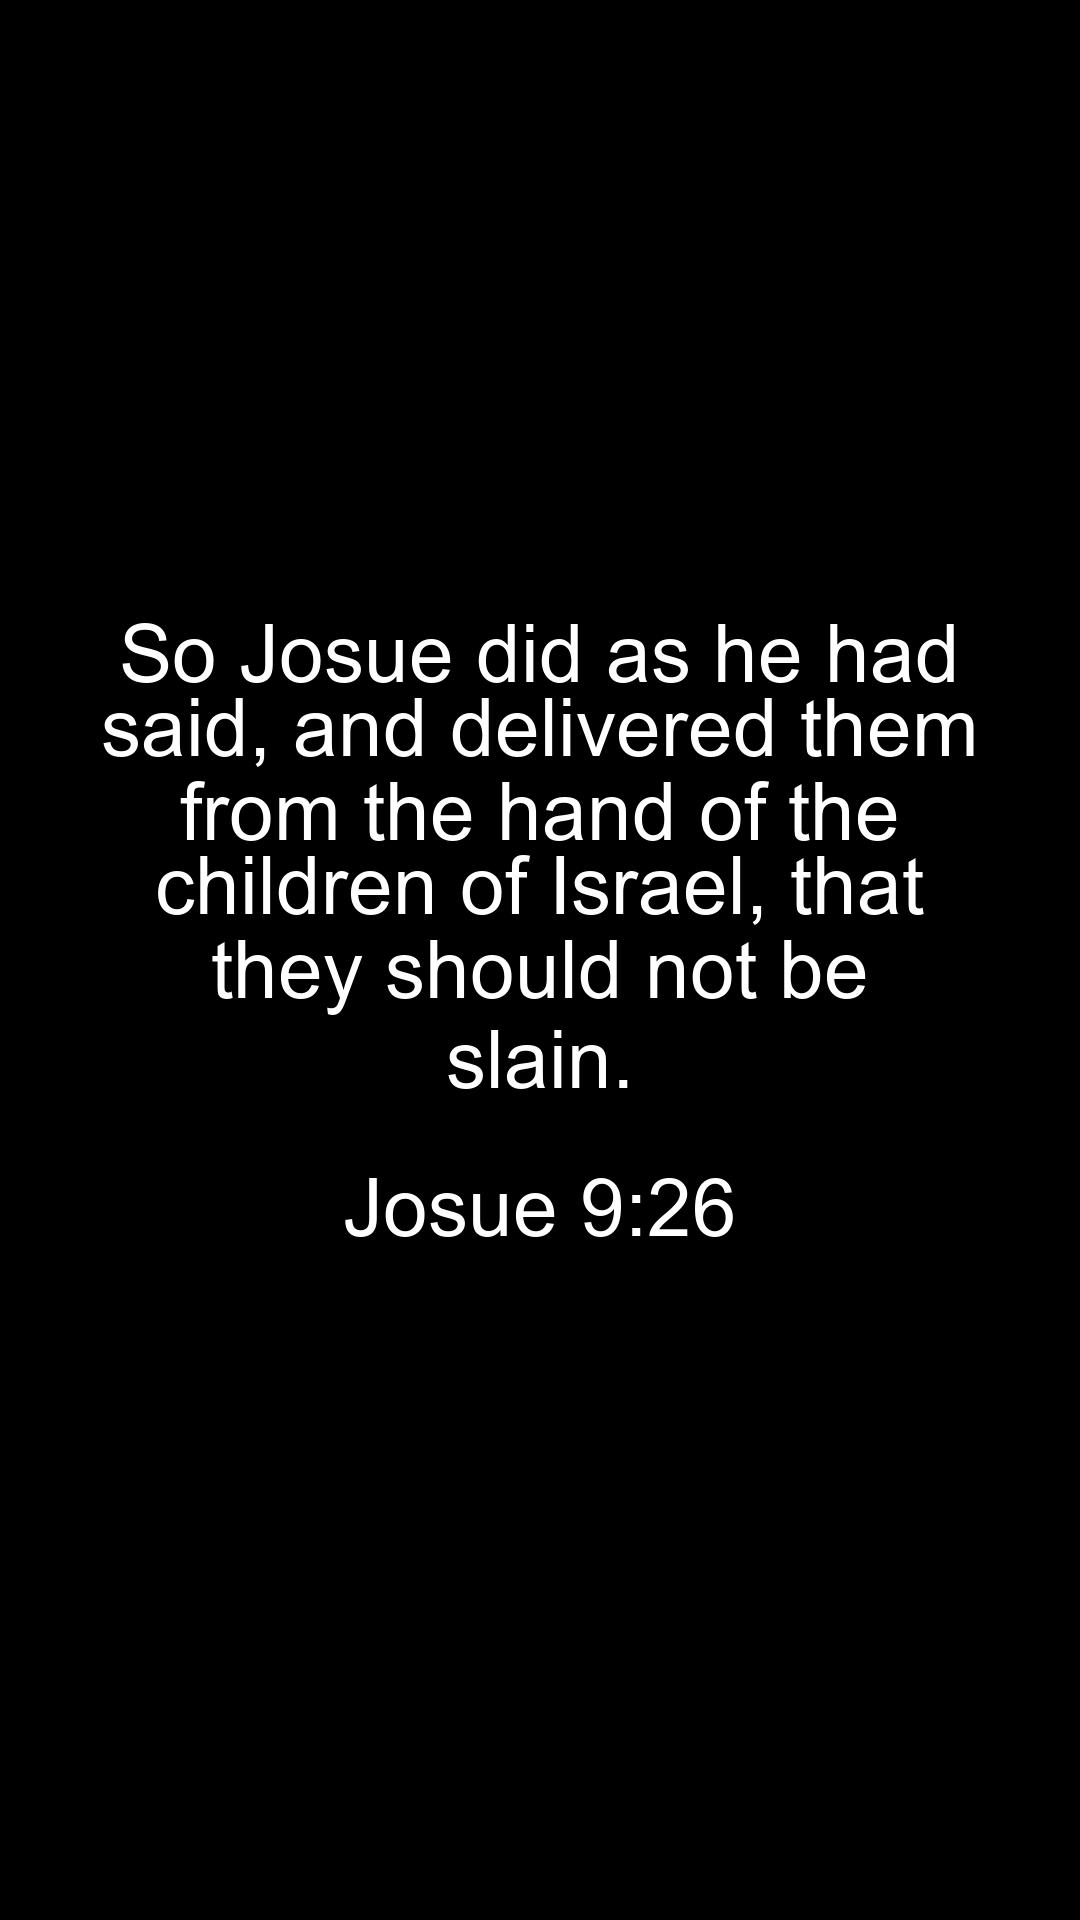 So Josue did as he had
said, and delivered them
from the hand of the
children of Israel, that
they should not be
slain.
Josue 9:26